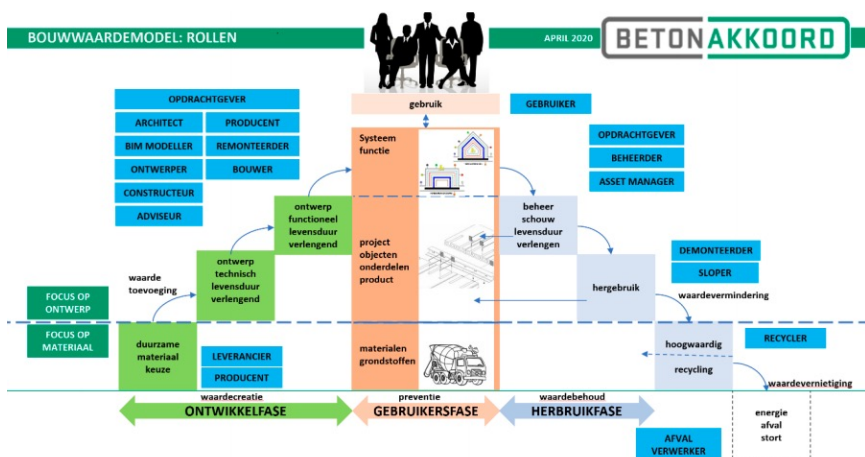 BOUWWAARDEMODEL: ROLLEN
APRIL 2020
BETONAKKOORD
OPDRACHTGEVER
ARCHITECT
PRODUCENT
BIM MODELLER
REMONTEERDER
ONTWERPER
BOUWER
CONSTRUCTEUR
ADVISEUR
gebruik
GEBRUIKER
Systeem
functie
OPDRACHTGEVER
BEHEERDER
ASSET MANAGER
ontwerp
functioneel
levensduur
verlengend
beheer
schouw
levensduur
verlengen
ontwerp
technisch
levensduur
verlengend
project
objecten
onderdelen
product
DEMONTEERDER
SLOPER
waarde
toevoeging
hergebruik
waardevermindering
FOCUS OP
ONTWERP
FOCUS OP
MATERIAAL
duurzame
materiaal
keuze
LEVERANCIER
PRODUCENT
materialen
grondstoffen
hoogwaardig
recycling
RECYCLER
waardevernietiging
waardecreatie
ONTWIKKELFASE
preventie
GEBRUIKERSFASE
waardebehoud
HERBRUIKFASE
energie
afval
stort
AFVAL
VERWERKER